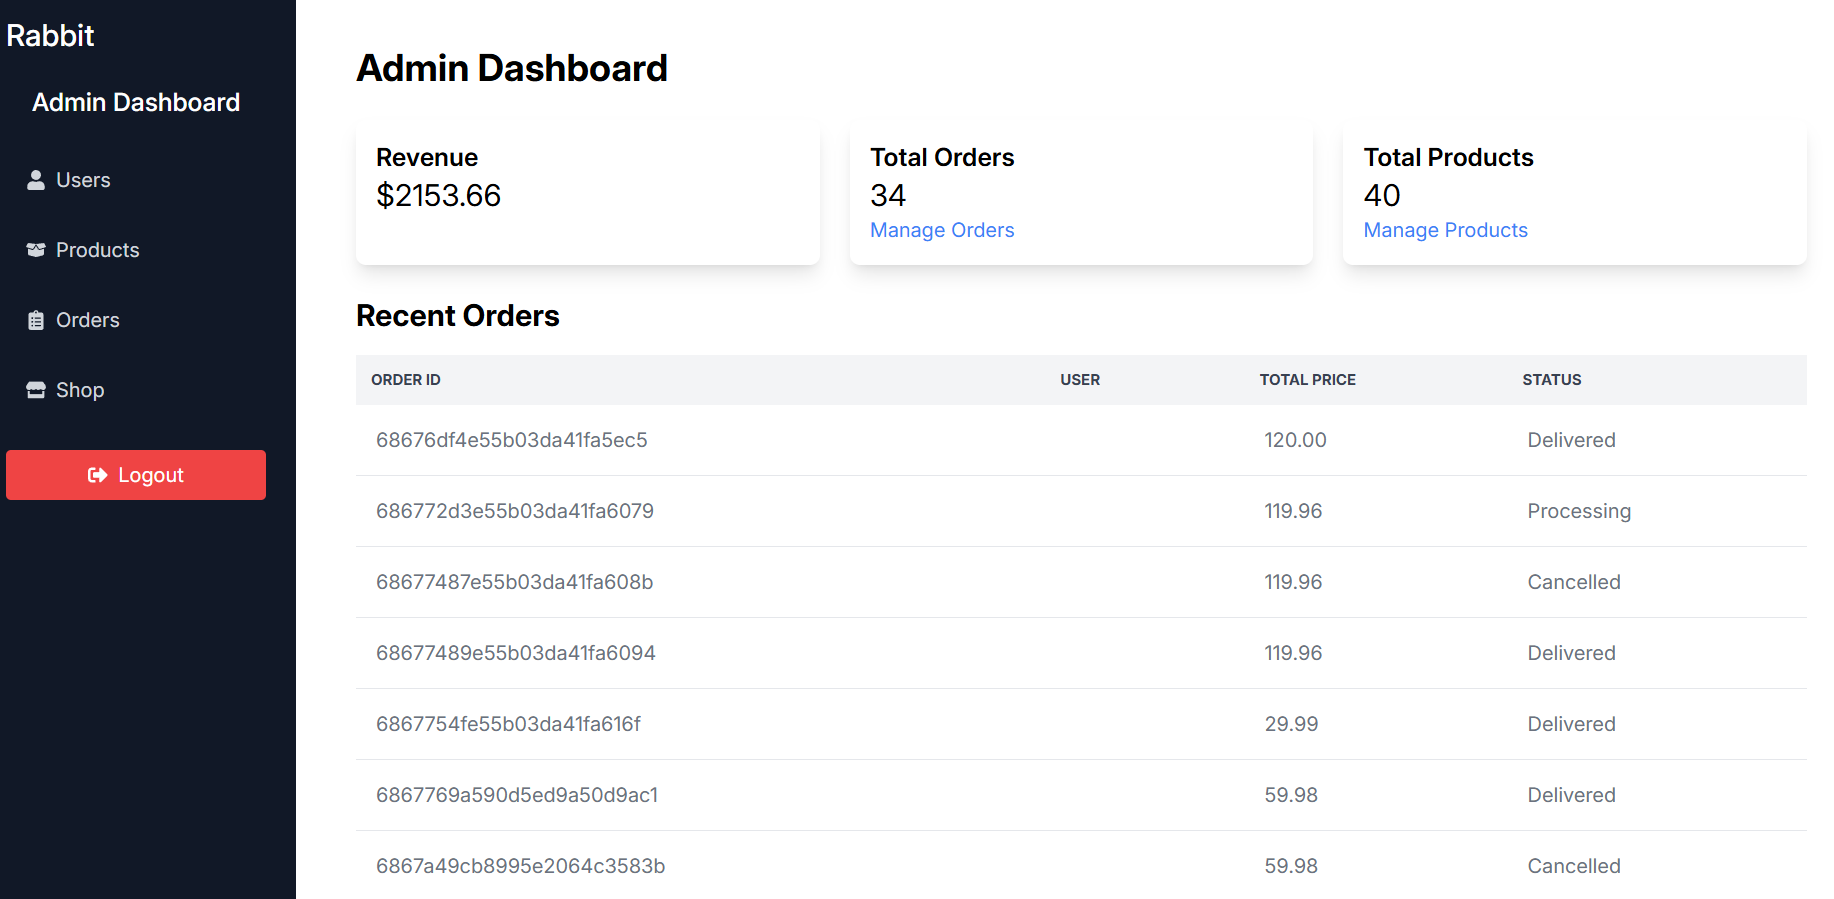 Rabbit
Admin Dashboard
Users
Products
Orders
Shop
Logout
Admin Dashboard
Revenue
$2153.66
Total Orders
34
Manage Orders
Total Products
40
Manage Products
Recent Orders
ORDER ID USER TOTAL PRICE STATUS
68676df4e55b03da41fa5ec5 120.00 Delivered
686772d3e55b03da41fa6079 119.96 Processing
68677487e55b03da41fa608b 119.96 Cancelled
68677489e55b03da41fa6094 119.96 Delivered
6867754fe55b03da41fa616f 29.99 Delivered
6867769a590d5ed9a50d9ac1 59.98 Delivered
6867a49cb8995e2064c3583b 59.98 Cancelled